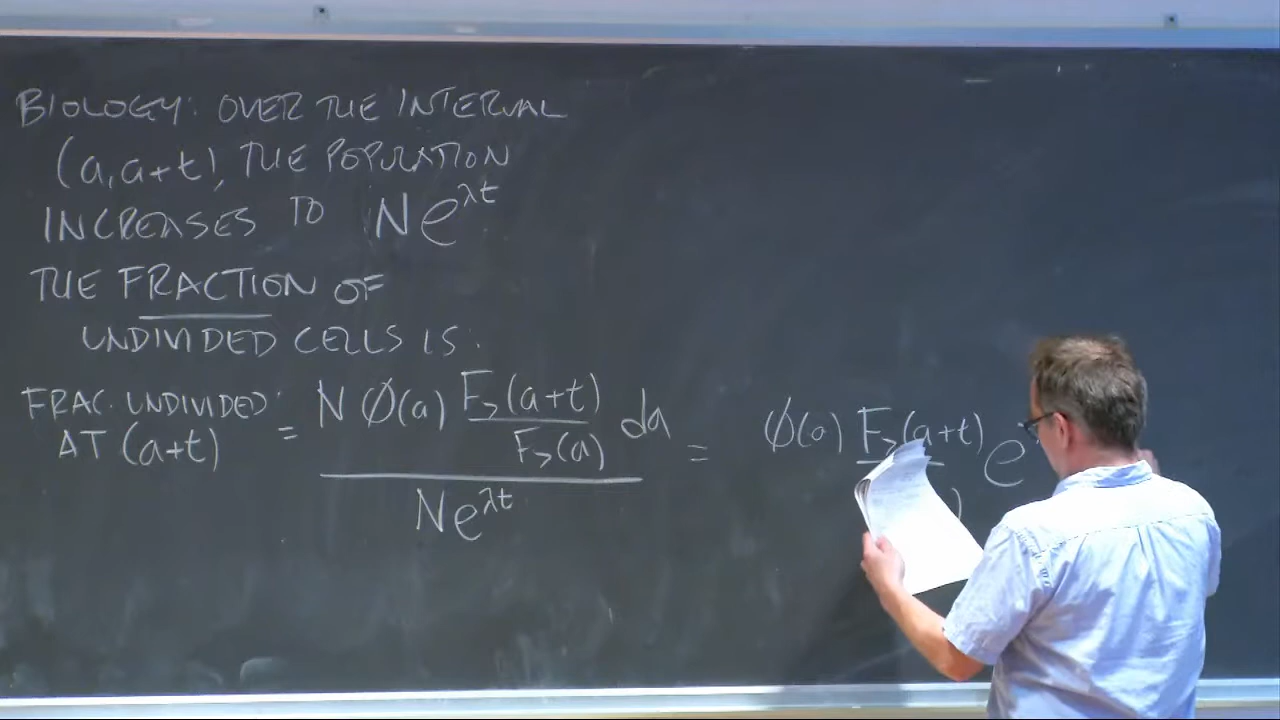 BIOLOGY: OVER THE INTERVAL
(a, a+t), THE POPULATION
INCREASES TO N e^{λt}
THE FRACTION OF
UNDIVIDED CELLS IS:
FRAC. UNDIVIDED AT (a+t) = N φ(a) F_>(a+t) / F_>(a) da / N e^{λt} = φ(a) F_>(a+t) e